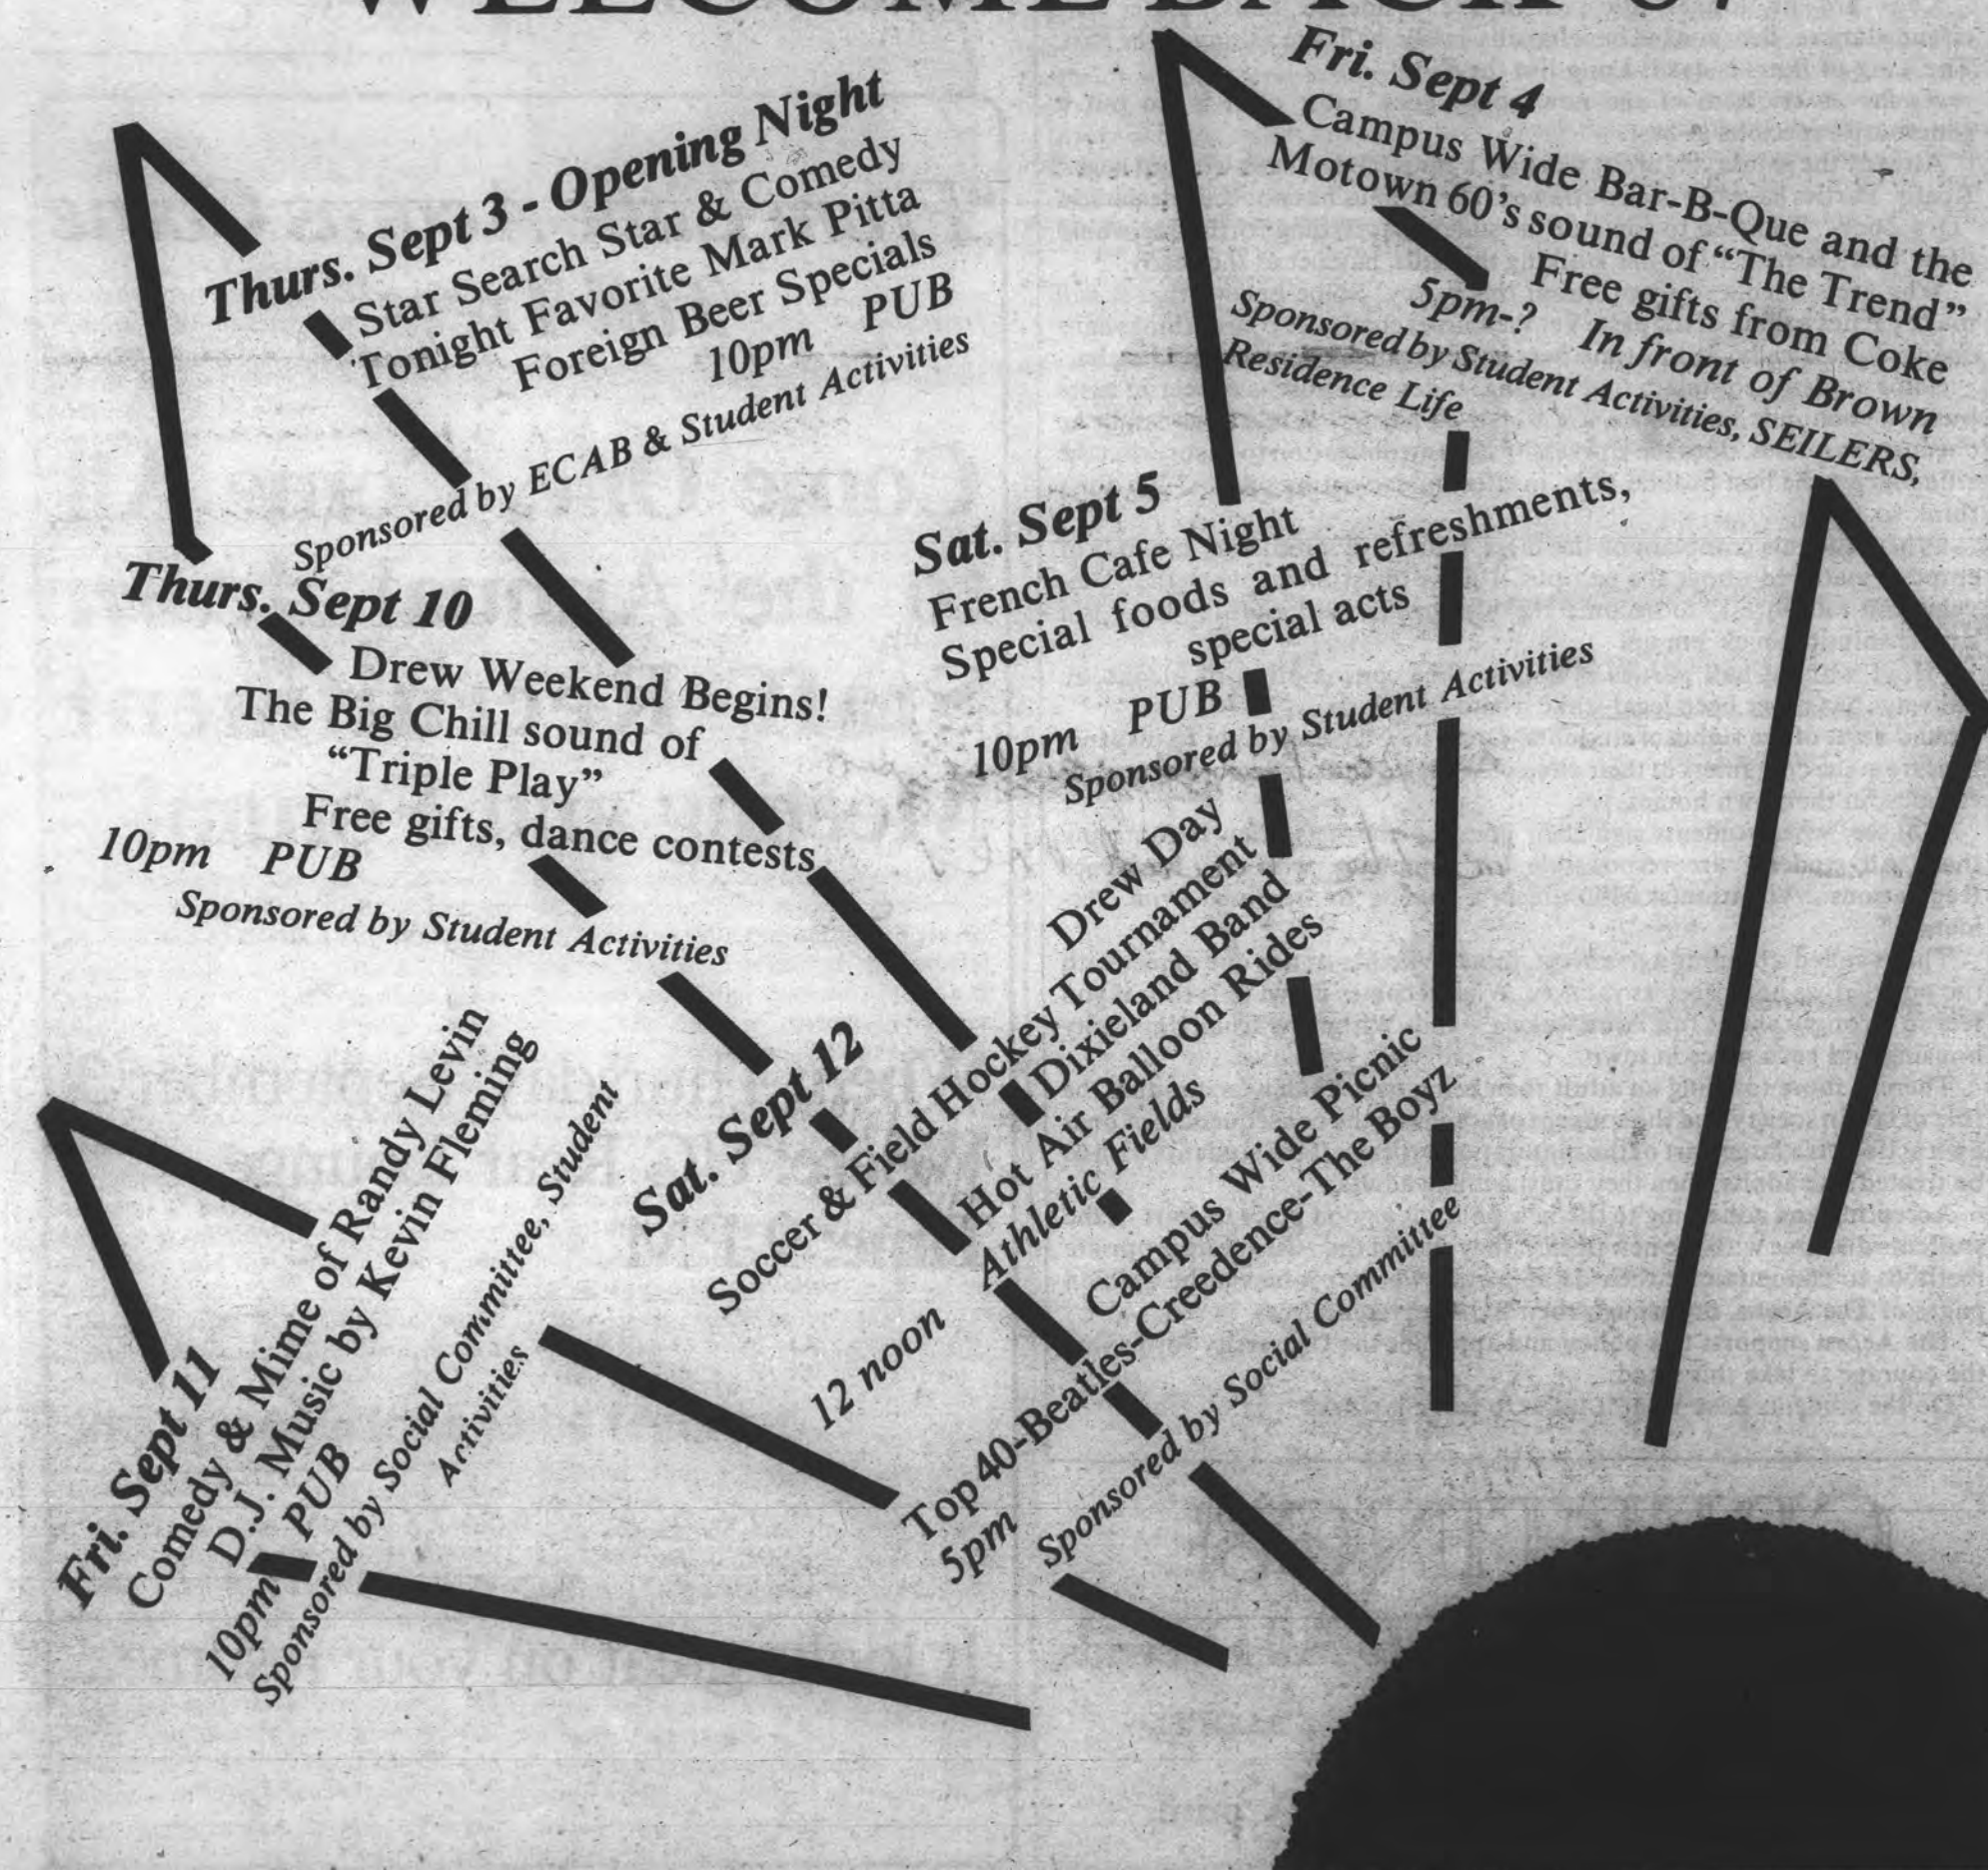 WELCOME BACK 87
Thurs. Sept 3 - Opening Night
Star Search Star & Comedy
Tonight Favorite Mark Pitta
Foreign Beer Specials
10pm PUB
Sponsored by ECAB & Student Activities
Fri. Sept 4
Campus Wide Bar-B-Que and the
Motown 60's sound of "The Trend"
Free gifts from Coke
5pm-? In front of Brown
Sponsored by Student Activities, SEILERS,
Residence Life
Sat. Sept 5
French Cafe Night
Special foods and refreshments,
special acts
10pm PUB
Sponsored by Student Activities
Thurs. Sept 10
Drew Weekend Begins!
The Big Chill sound of
"Triple Play"
Free gifts, dance contests
10pm PUB
Sponsored by Student Activities
Fri. Sept 11
Comedy & Mime of Randy Levin
D.J. Music by Kevin Fleming
10pm PUB
Sponsored by Social Committee, Student
Activities
Sat. Sept 12
Drew Day
Soccer & Field Hockey Tournament
Dixieland Band
Hot Air Balloon Rides
12 noon Athletic Fields
Campus Wide Picnic
Top 40-Beatles-Creedence-The Boyz
5pm
Sponsored by Social Committee